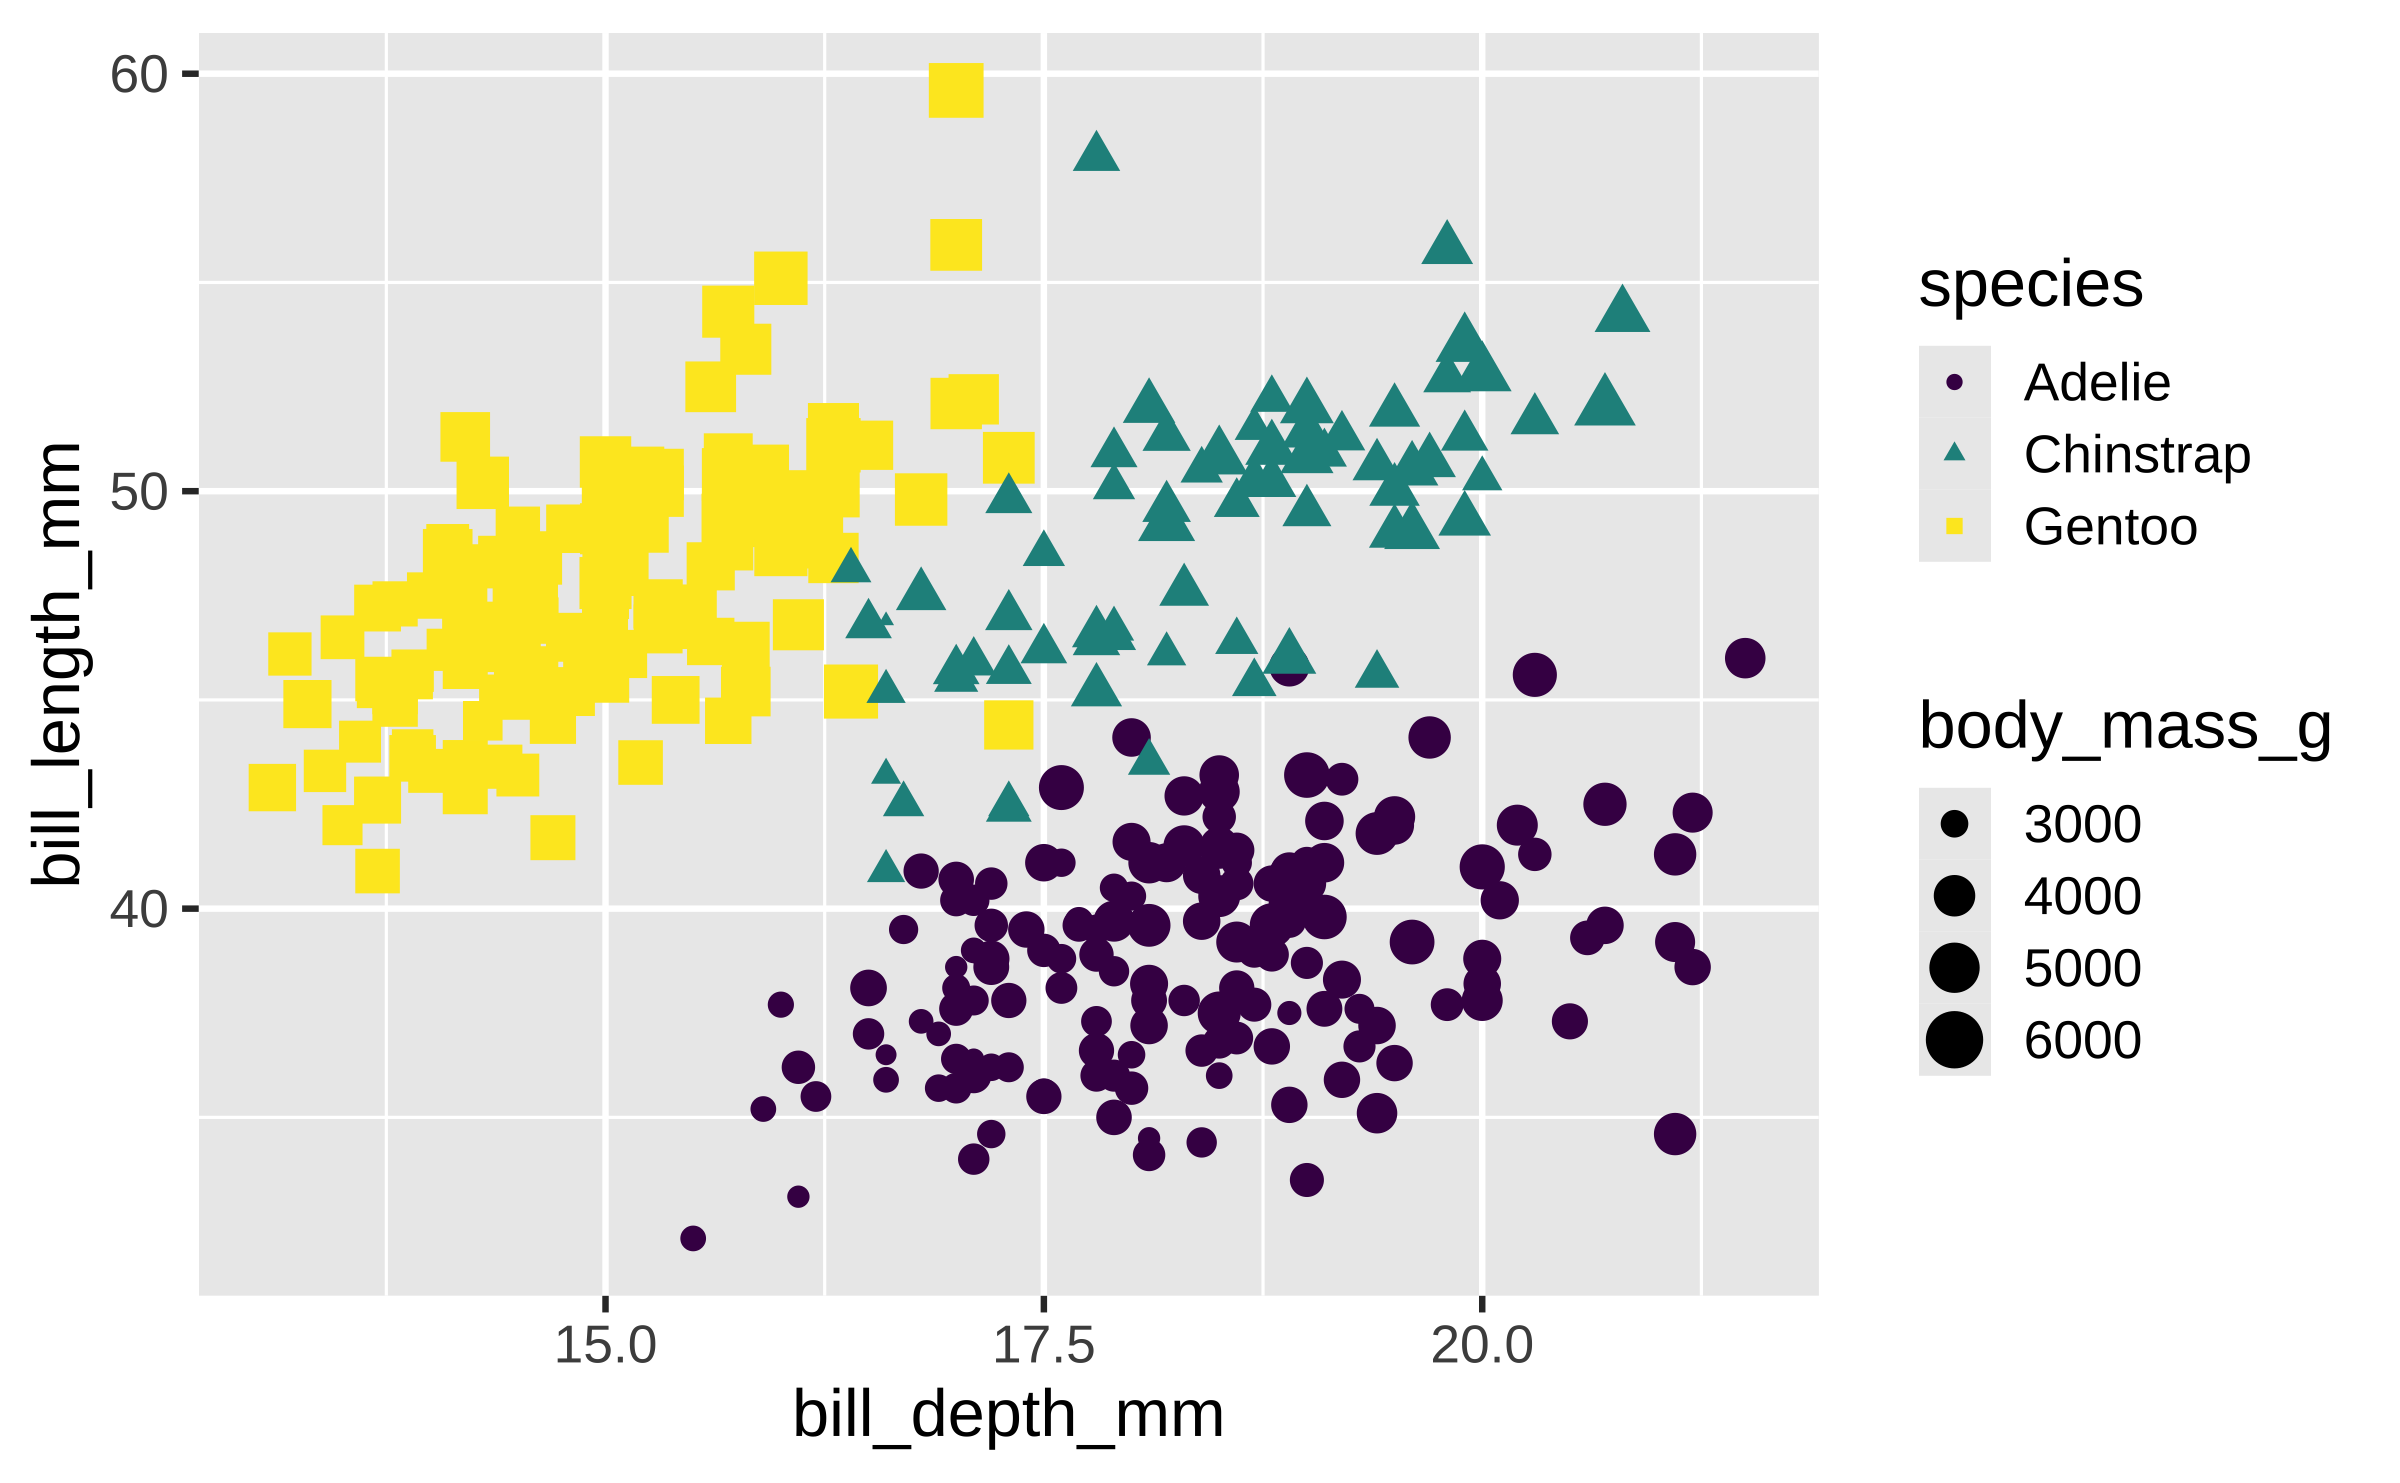 60
50
40
bill_length_mm
15.0
17.5
20.0
bill_depth_mm
species
Adelie
Chinstrap
Gentoo
body_mass_g
3000
4000
5000
6000